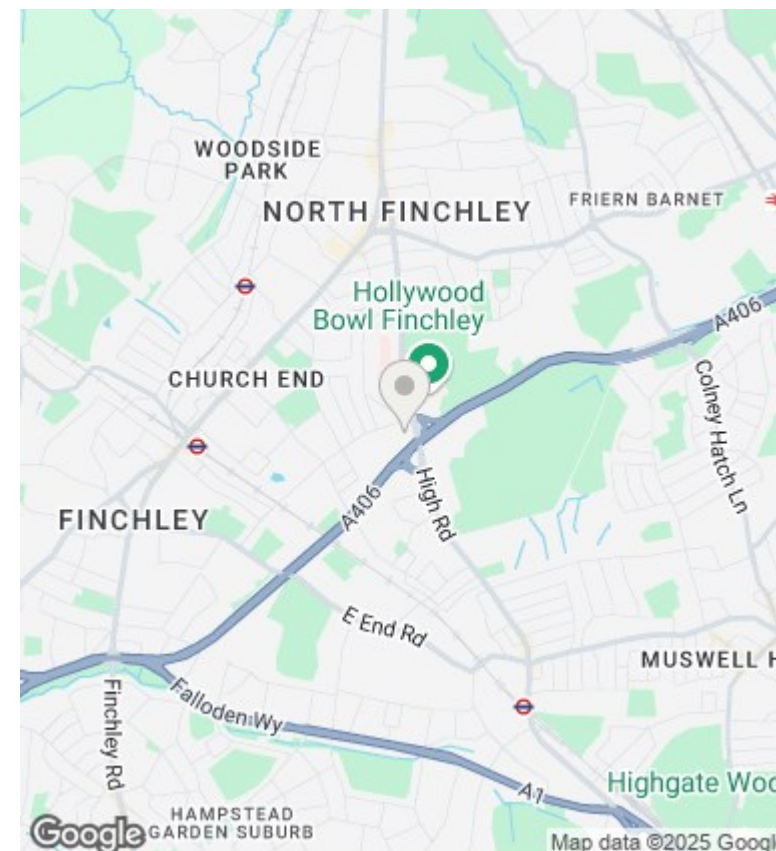 WOODSIDE
PARK
NORTH FINCHLEY
FRIERN BARNET
Hollywood
Bowl Finchley
A406
CHURCH END
Colney Hatch Ln
High Rd
A406
FINCHLEY
E End Rd
MUSWELL H
Finchley Rd
Falloden Wy
A1
Highgate Woo
HAMPSTEAD
GARDEN SUBURB
Google
Map data ©2025 Google